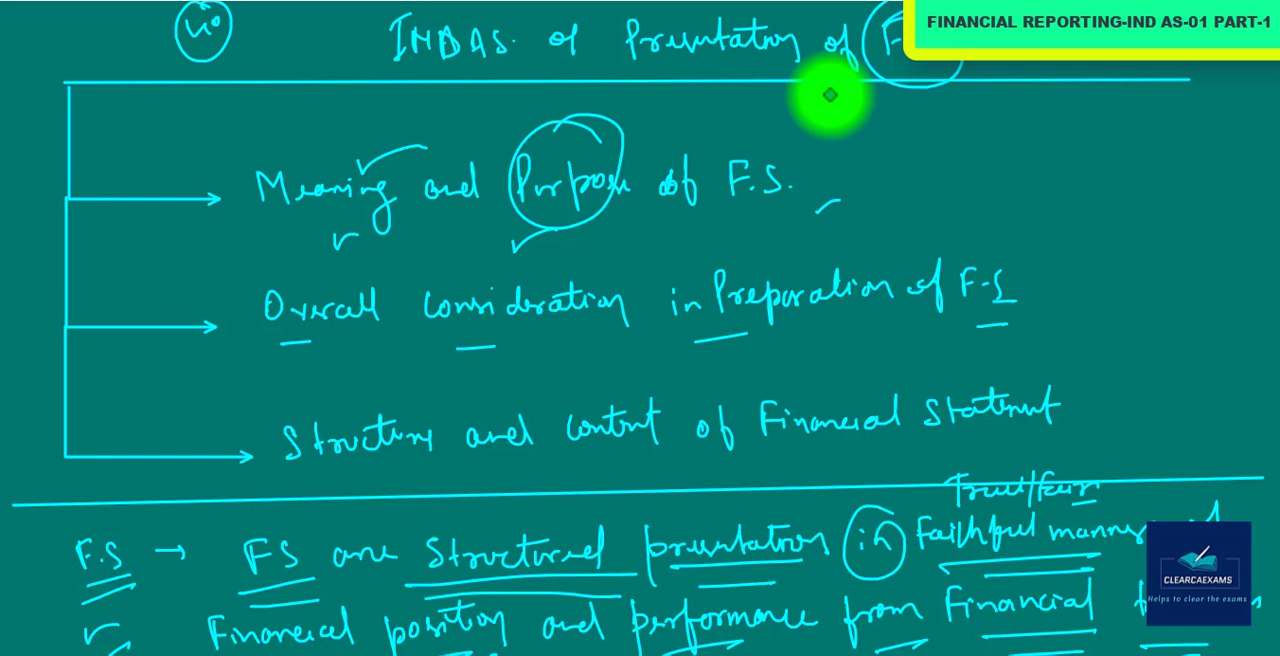 FINANCIAL REPORTING-IND AS-01 PART-1
INDAS. of Presentation of F
Meaning and Purpose of F.S.
Overall consideration in Preparation of F.S
Structure and content of Financial Statement
True/fair
F.S → FS are Structured presentation in Faithful manner
Financial position and performance from Financial
CLEARCAEXAMS
Helps to clear the exams